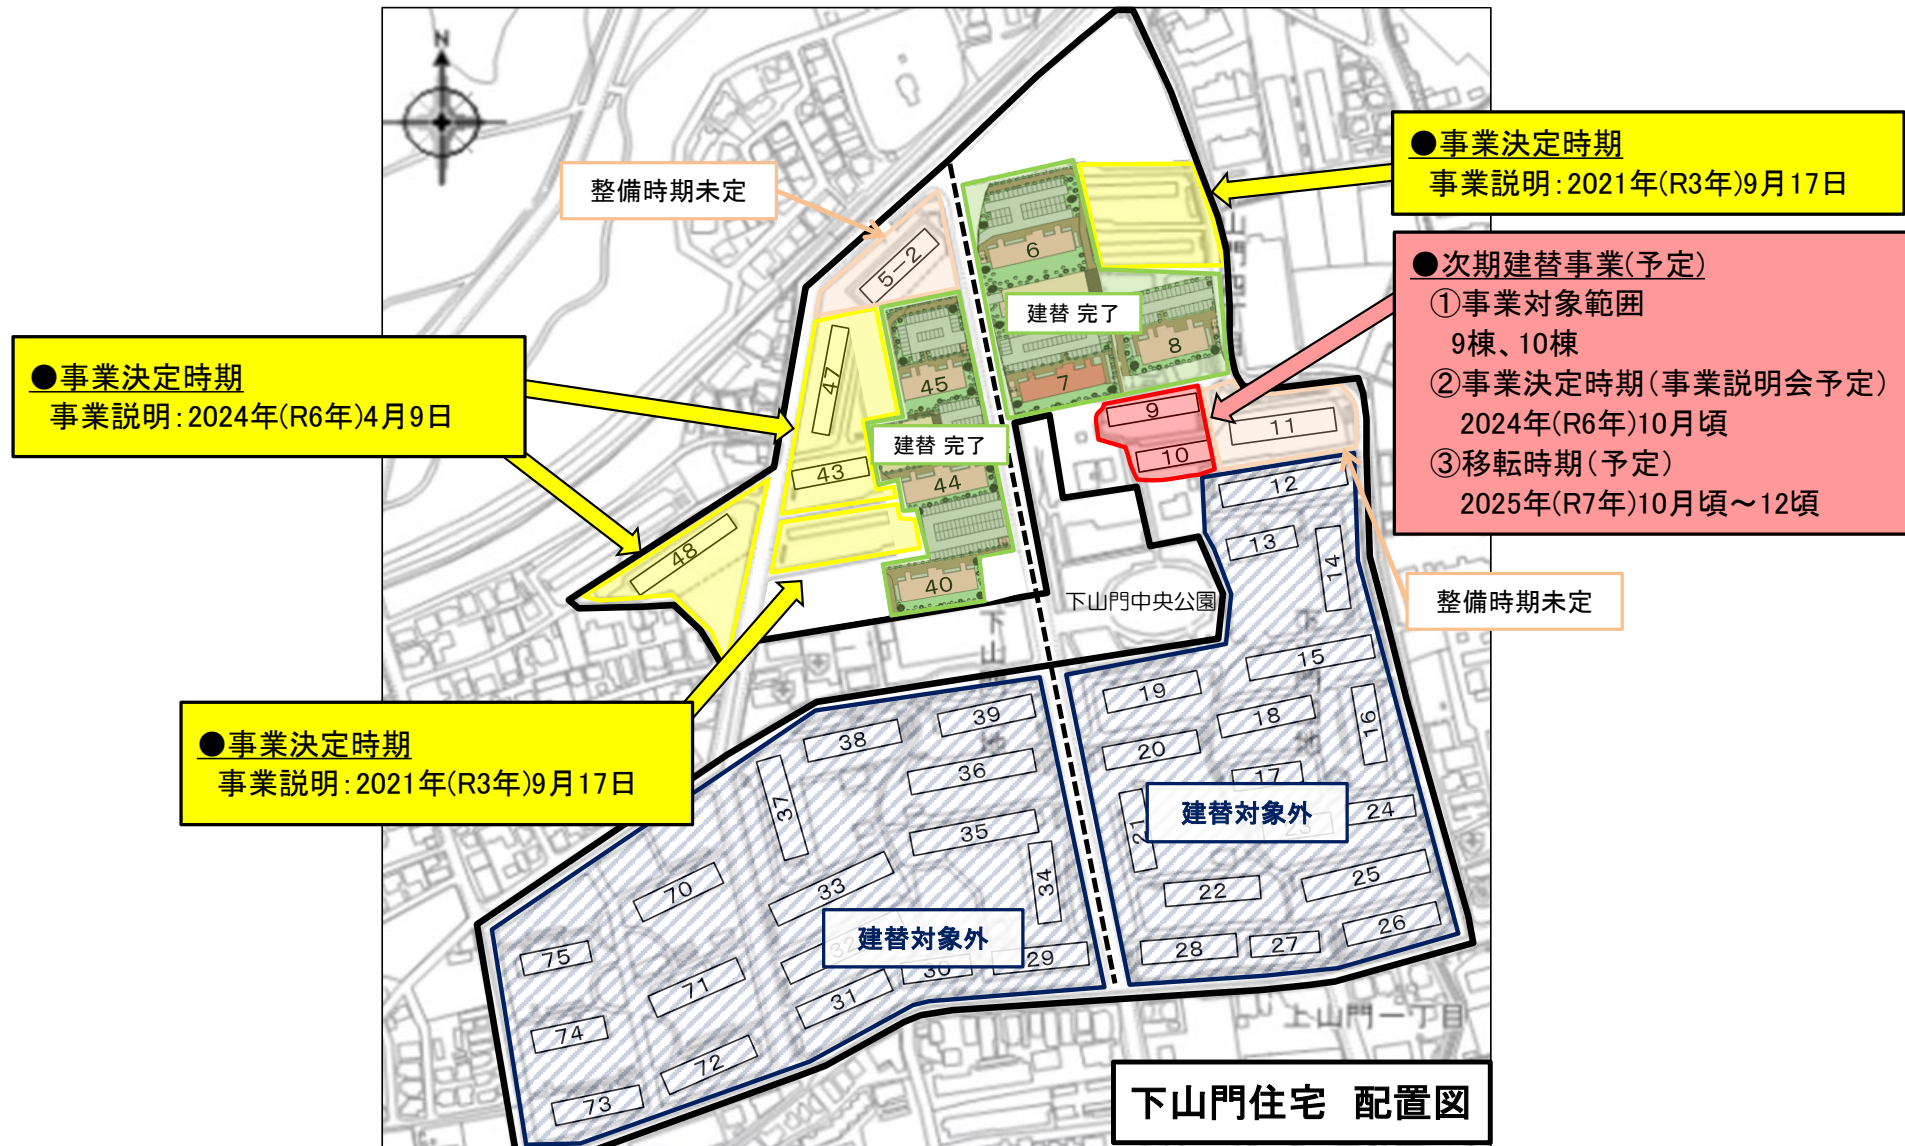 N
整備時期未定
●事業決定時期
事業説明：2021年(R3年)9月17日
●次期建替事業(予定)
①事業対象範囲
9棟、10棟
②事業決定時期(事業説明会予定)
2024年(R6年)10月頃
③移転時期(予定)
2025年(R7年)10月頃～12頃
●事業決定時期
事業説明：2024年(R6年)4月9日
●事業決定時期
事業説明：2021年(R3年)9月17日
整備時期未定
5－2
6
建替 完了
8
7
47
45
建替 完了
43
44
48
40
9
10
11
12
13
14
下山門中央公園
15
16
19
18
20
17
建替対象外
21
23
24
22
25
26
28
27
39
38
36
37
35
34
33
70
建替対象外
32
30
29
31
75
71
74
72
73
下山門団地
上山門一丁目
下山門住宅　配置図